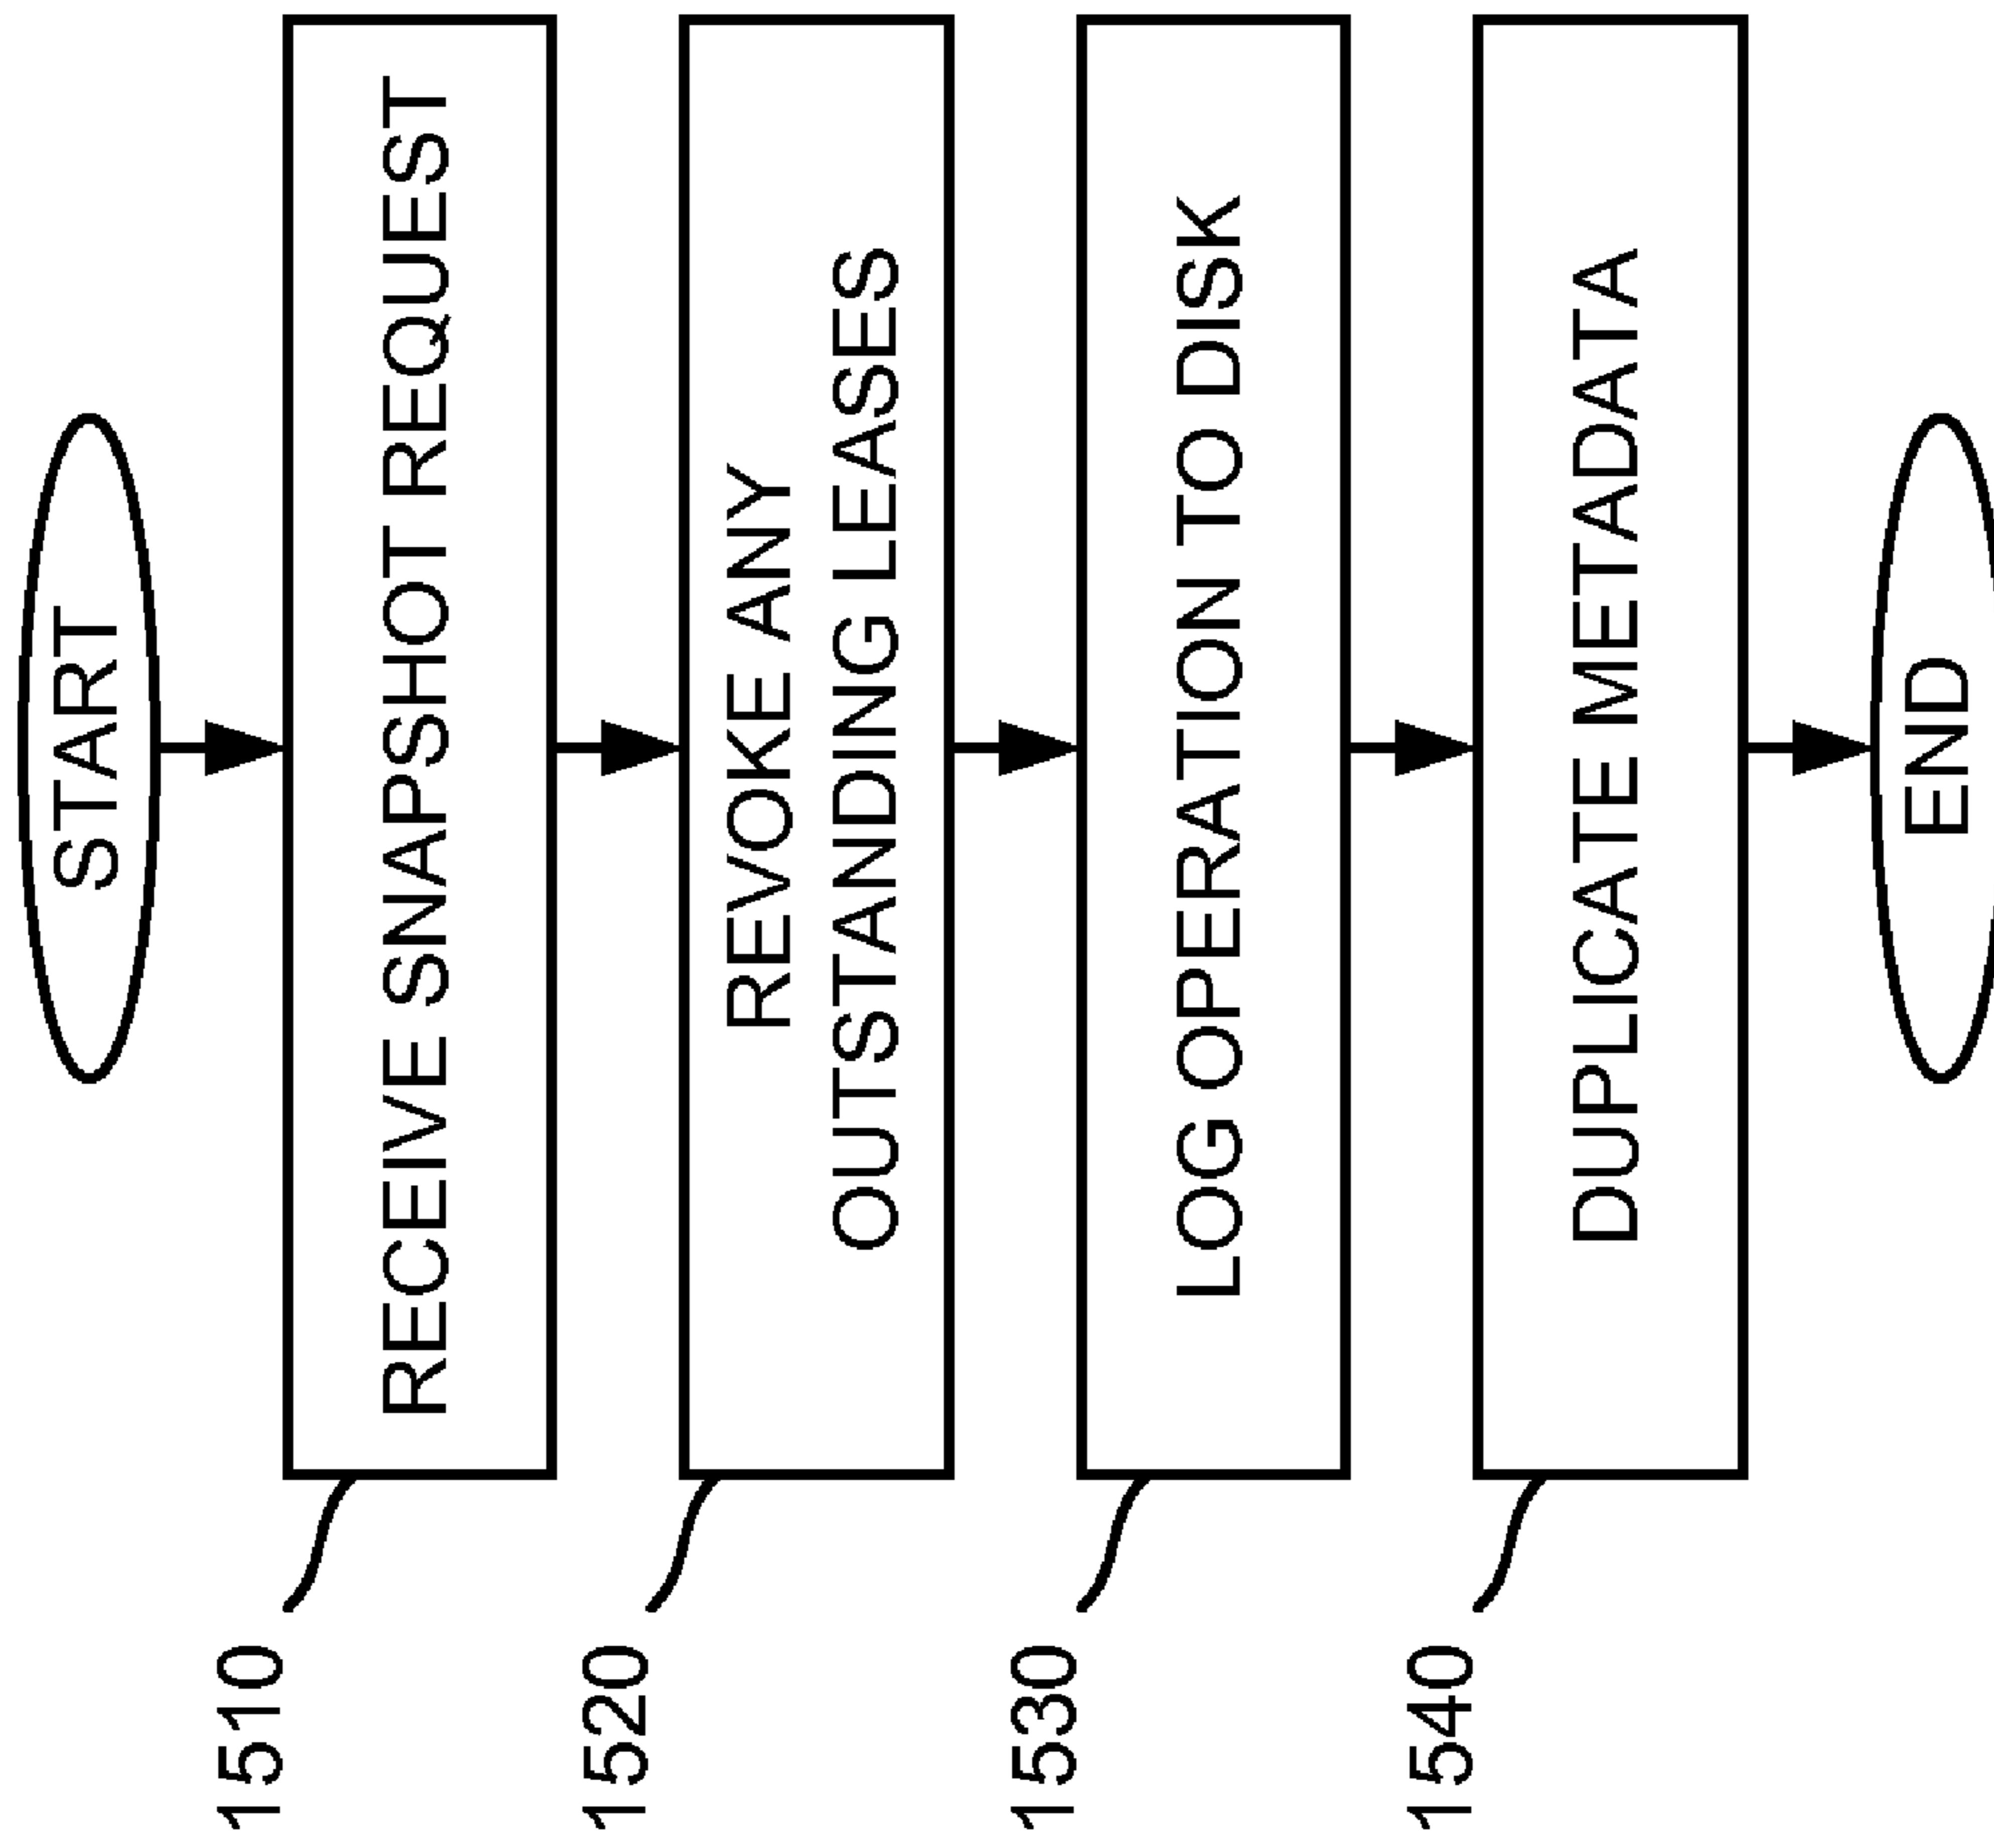 START
1510
RECEIVE SNAPSHOT REQUEST
1520
REVOKE ANY
OUTSTANDING LEASES
1530
LOG OPERATION TO DISK
1540
DUPLICATE METADATA
END